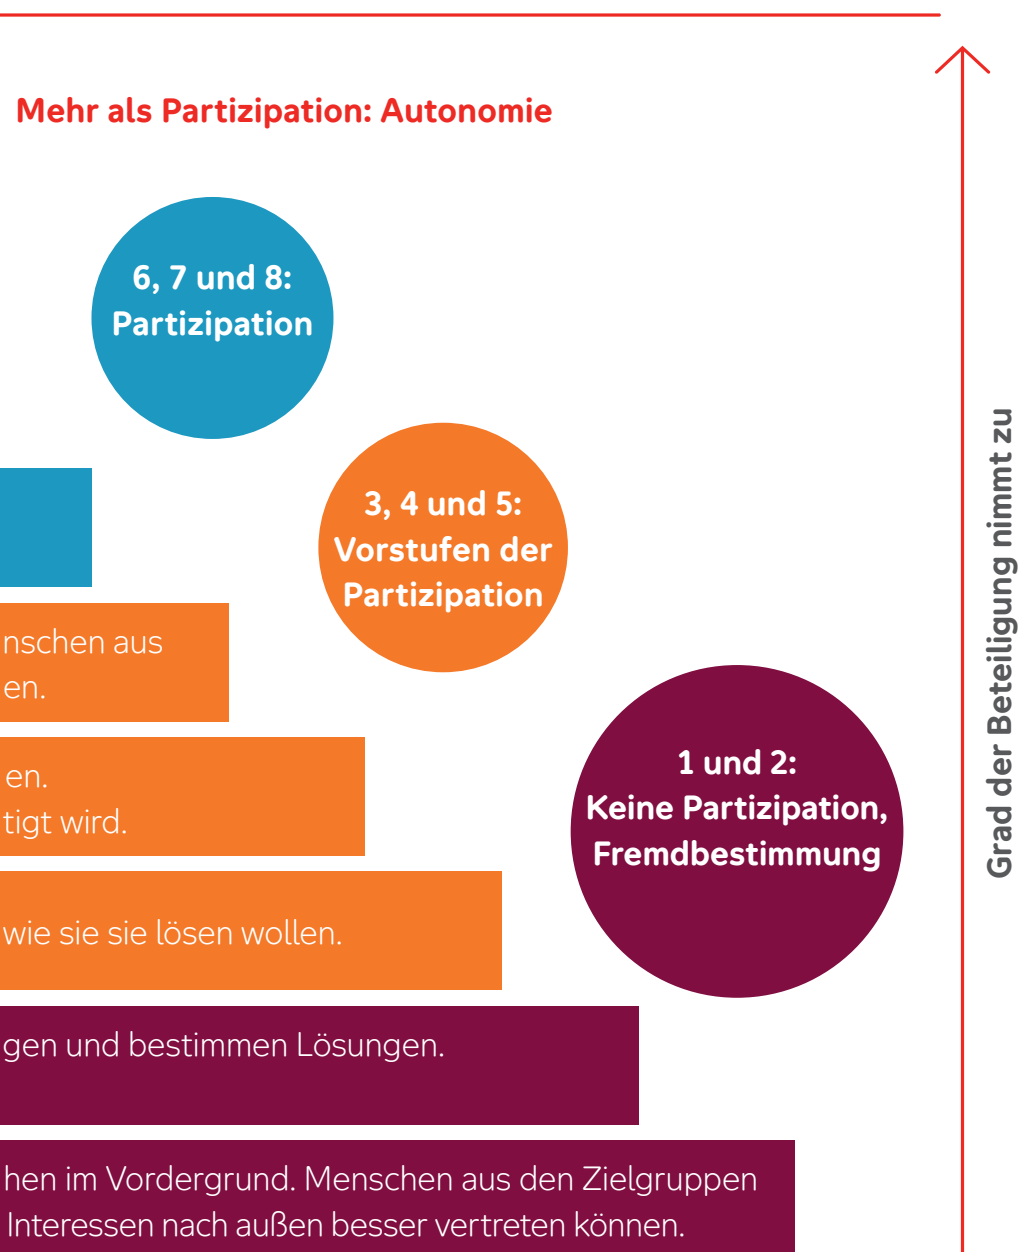 Mehr als Partizipation: Autonomie
6, 7 und 8:
Partizipation
3, 4 und 5:
Vorstufen der
Partizipation
nschen aus
en.
en.
tigt wird.
1 und 2:
Keine Partizipation,
Fremdbestimmung
wie sie sie lösen wollen.
gen und bestimmen Lösungen.
hen im Vordergrund. Menschen aus den Zielgruppen
Interessen nach außen besser vertreten können.
Grad der Beteiligung nimmt zu